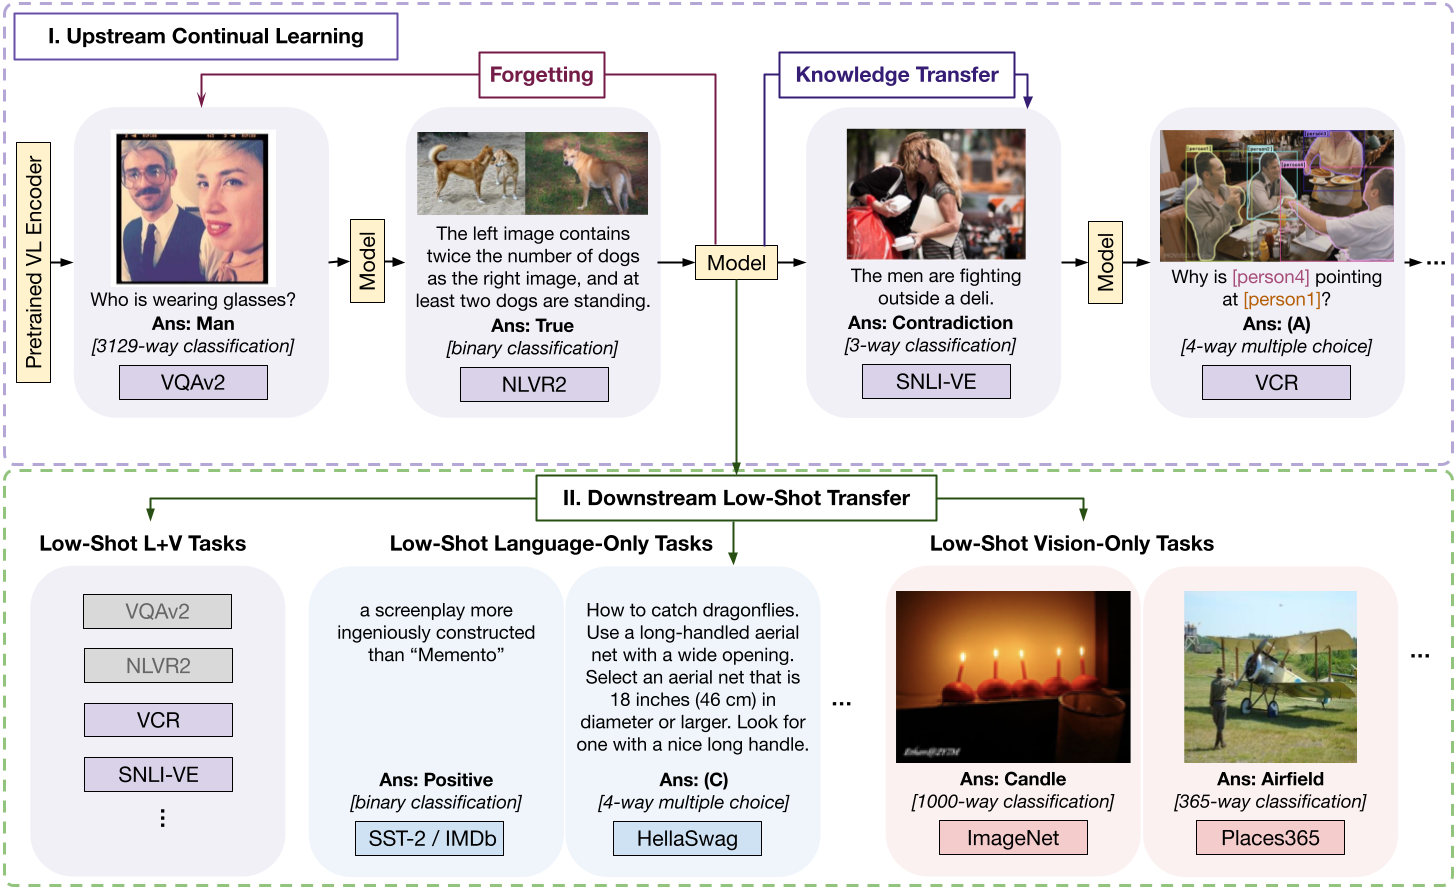 I. Upstream Continual Learning
Forgetting
Knowledge Transfer
Pretrained VL Encoder
Who is wearing glasses?
Ans: Man
[3129-way classification]
VQAv2
Model
The left image contains
twice the number of dogs
as the right image, and at
least two dogs are standing.
Ans: True
[binary classification]
NLVR2
Model
The men are fighting
outside a deli.
Ans: Contradiction
[3-way classification]
SNLI-VE
Model
[person1]
[person2]
[person3]
[person4]
Why is [person4] pointing
at [person1]?
Ans: (A)
[4-way multiple choice]
VCR
...
II. Downstream Low-Shot Transfer
Low-Shot L+V Tasks
VQAv2
NLVR2
VCR
SNLI-VE
⋮
Low-Shot Language-Only Tasks
a screenplay more
ingeniously constructed
than “Memento”
Ans: Positive
[binary classification]
SST-2 / IMDb
How to catch dragonflies.
Use a long-handled aerial
net with a wide opening.
Select an aerial net that is
18 inches (46 cm) in
diameter or larger. Look for
one with a nice long handle.
Ans: (C)
[4-way multiple choice]
HellaSwag
...
Low-Shot Vision-Only Tasks
Ans: Candle
[1000-way classification]
ImageNet
Ans: Airfield
[365-way classification]
Places365
...